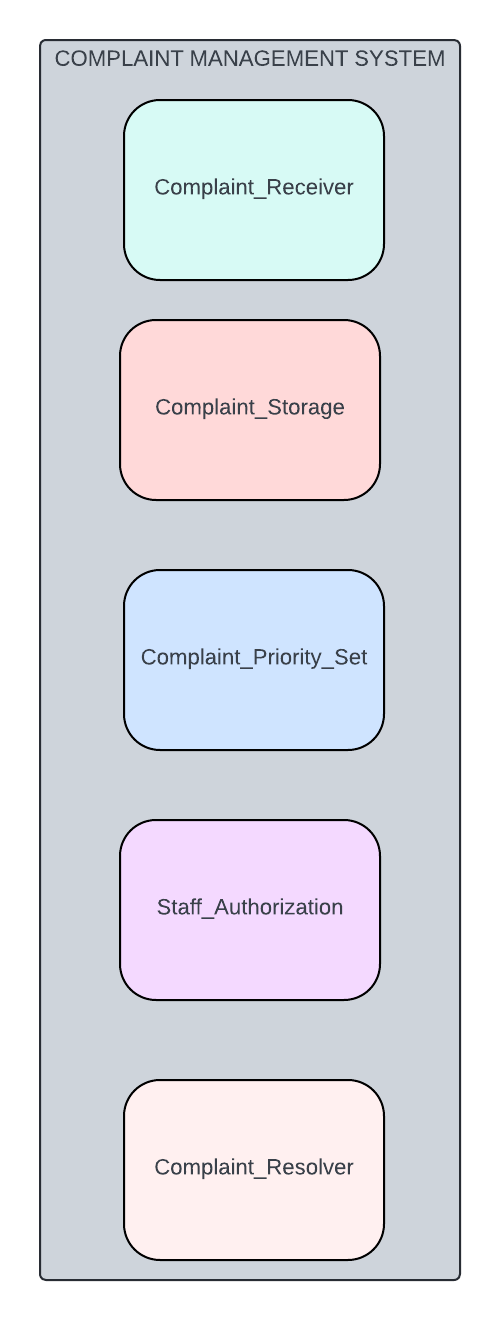 COMPLAINT MANAGEMENT SYSTEM
Complaint_Receiver
Complaint_Storage
Complaint_Priority_Set
Staff_Authorization
Complaint_Resolver